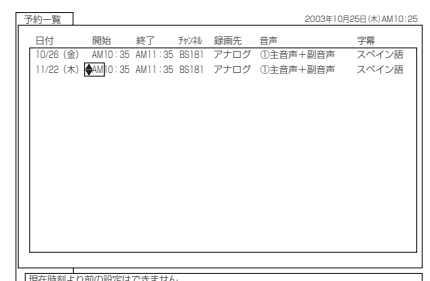 予約一覧 2003年10月25日(木)AM10:25
日付 開始 終了 チャンネル 録画先 音声 字幕
10/26 (金) AM10:35 AM11:35 BS181 アナログ ①主音声+副音声 スペイン語
11/22 (木) AM10:35 AM11:35 BS181 アナログ ①主音声+副音声 スペイン語
現在時刻より前の設定はできません